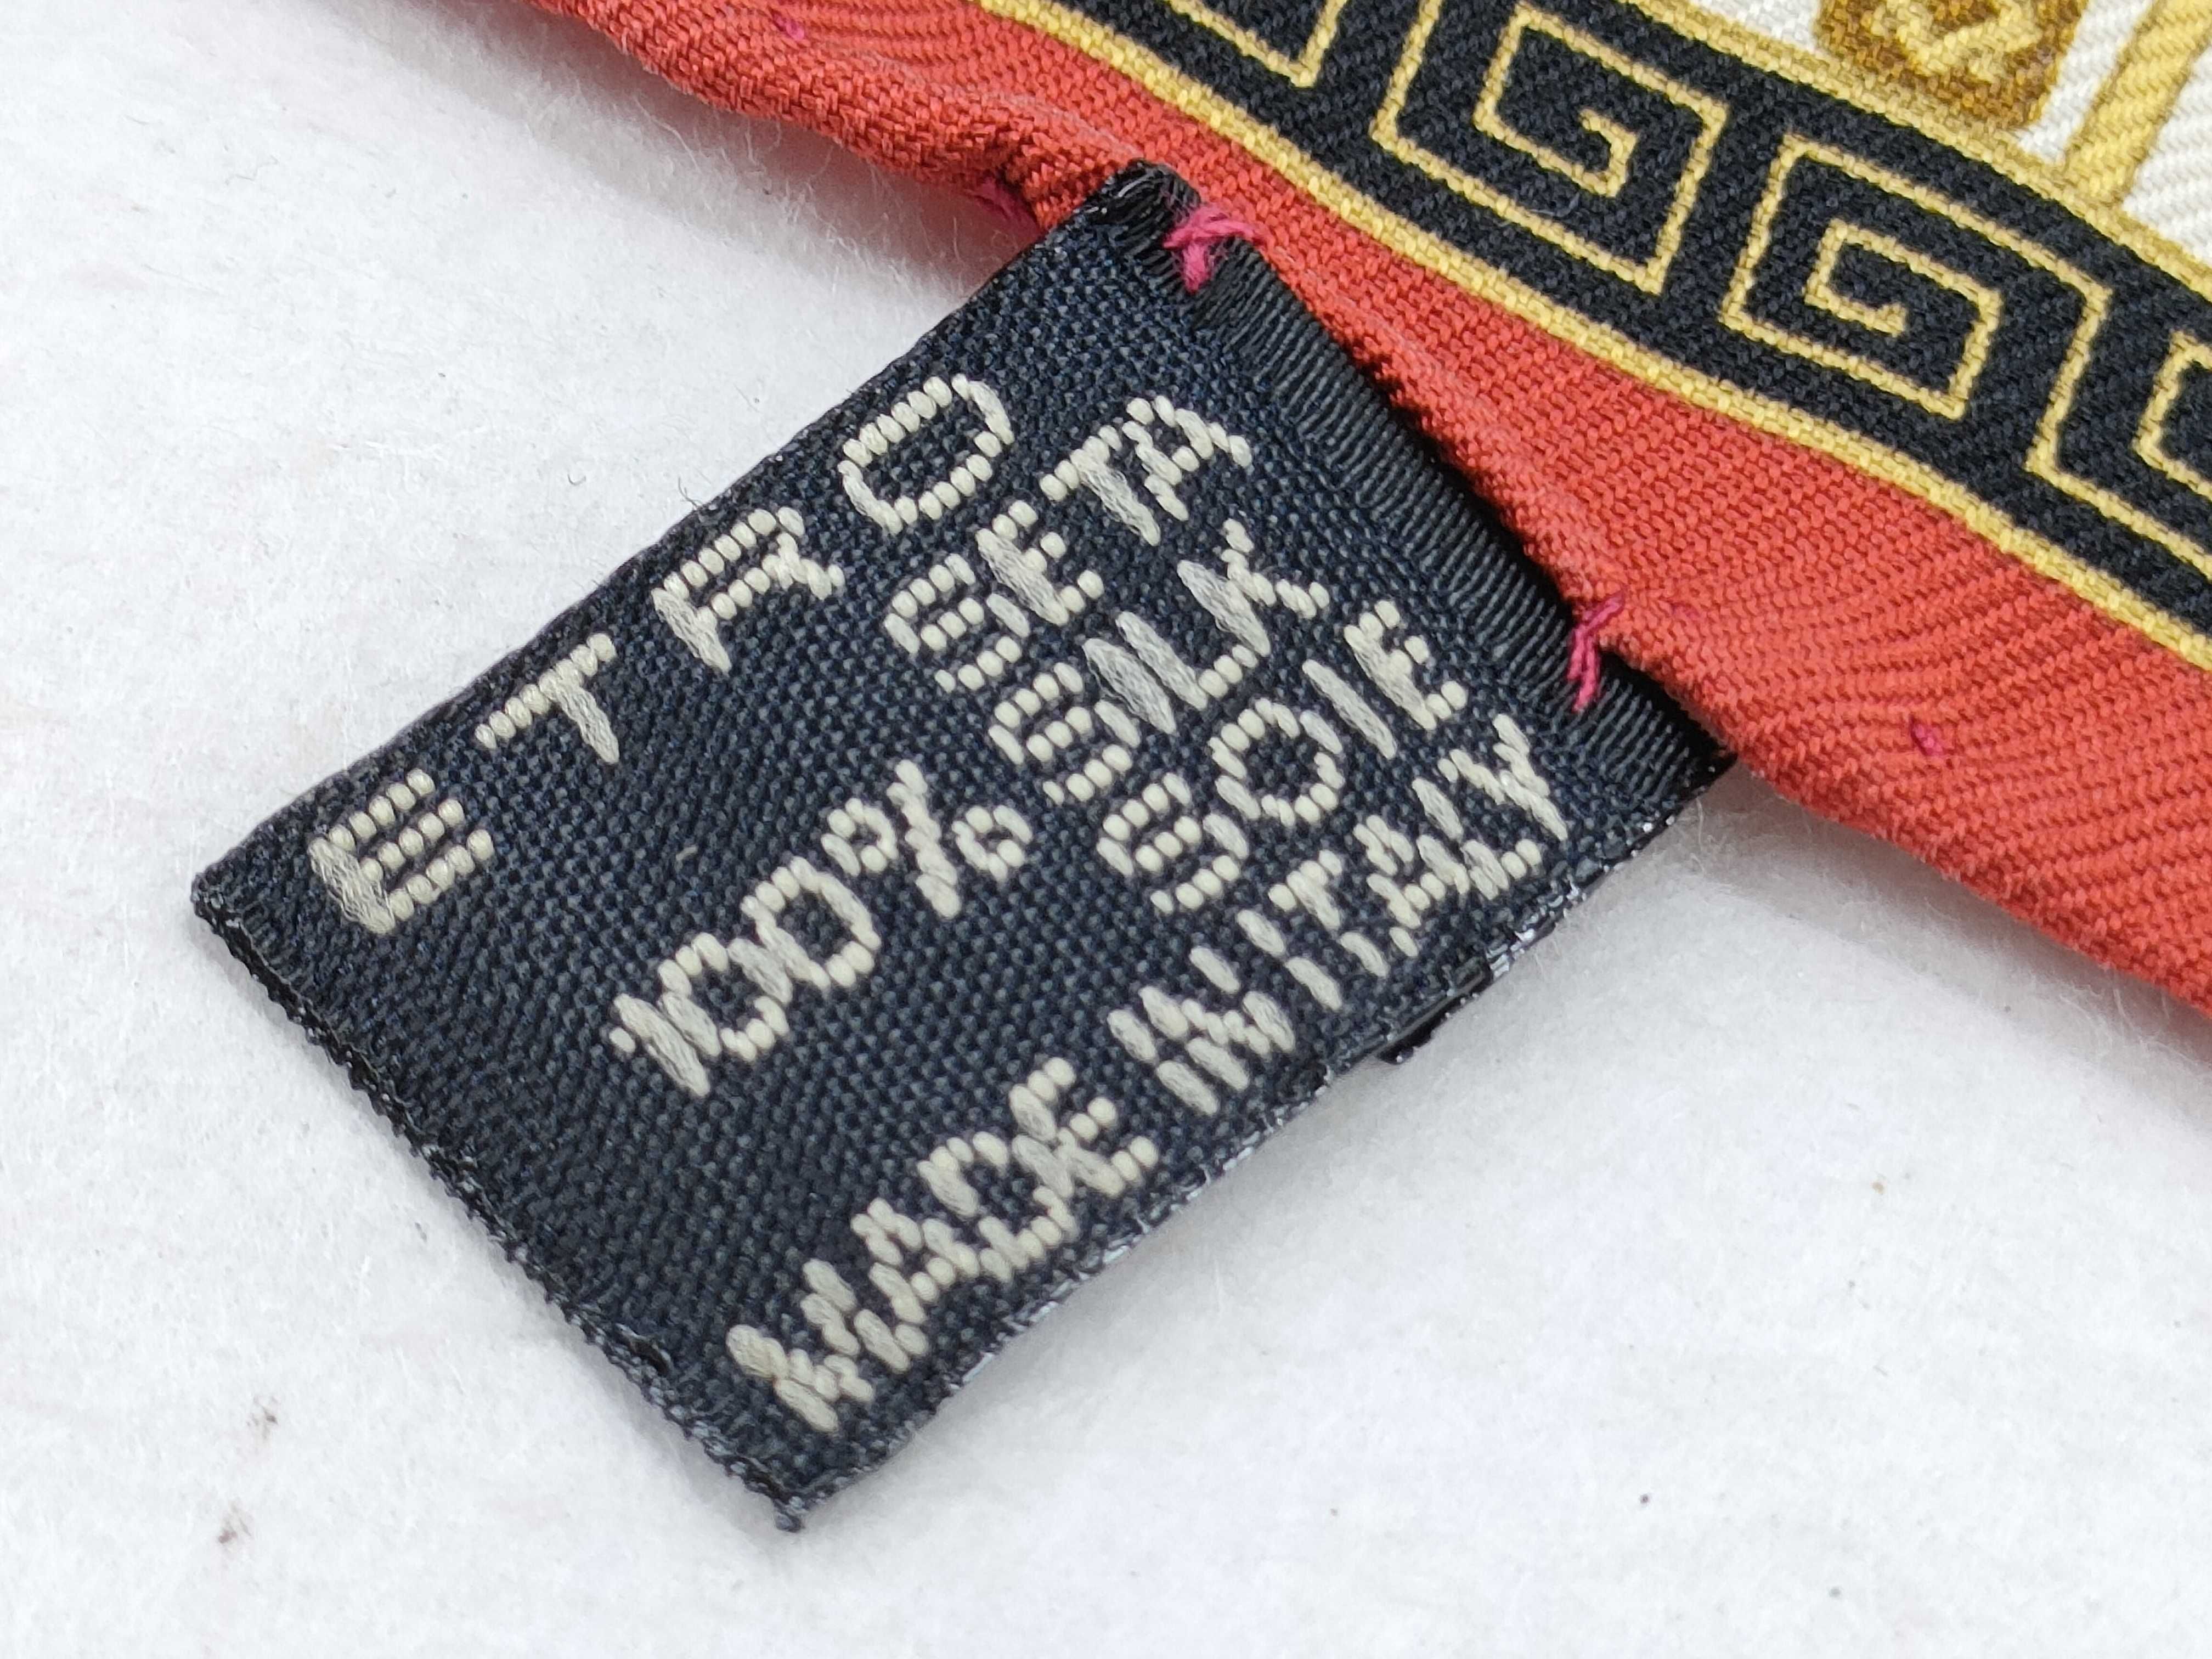 ETRO
SETA
100% SILK
SOIE
MADE IN ITALY